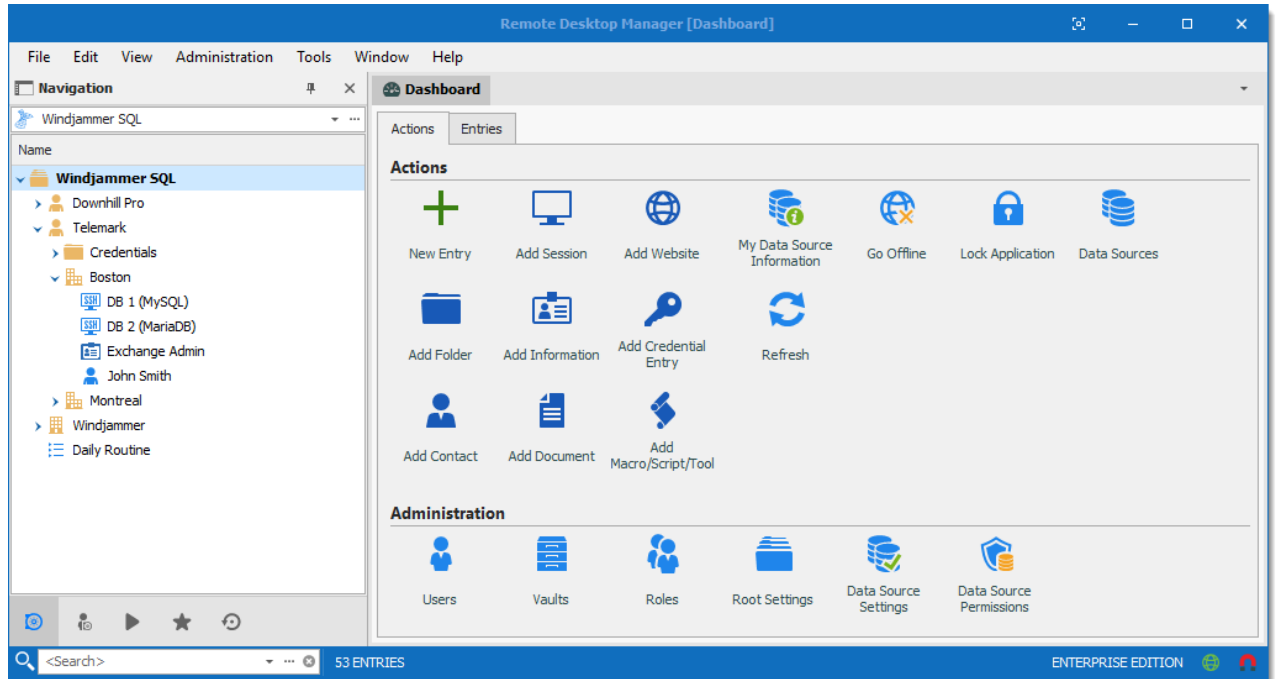 Remote Desktop Manager [Dashboard]
File Edit View Administration Tools Window Help
Navigation
Windjammer SQL
Name
Windjammer SQL
Downhill Pro
Telemark
Credentials
Boston
SSH DB 1 (MySQL)
SSH DB 2 (MariaDB)
Exchange Admin
John Smith
Montreal
Windjammer
Daily Routine
<Search>
Dashboard
Actions Entries
Actions
New Entry
Add Session
Add Website
My Data Source
Information
Go Offline
Lock Application
Data Sources
Add Folder
Add Information
Add Credential
Entry
Refresh
Add Contact
Add Document
Add
Macro/Script/Tool
Administration
Users
Vaults
Roles
Root Settings
Data Source
Settings
Data Source
Permissions
53 ENTRIES
ENTERPRISE EDITION